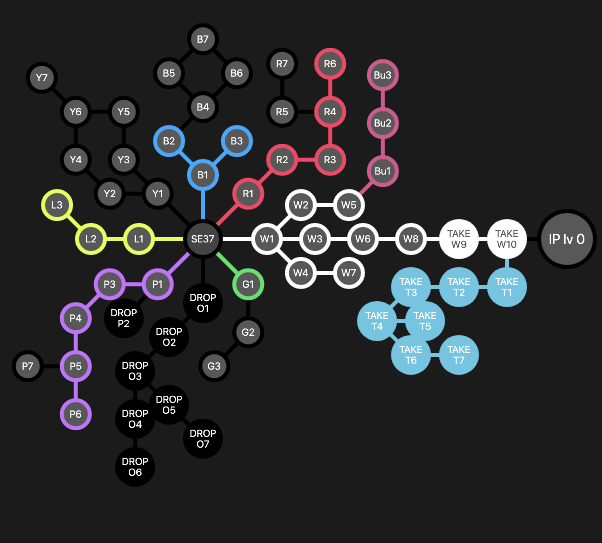 B7
Y7
R7
R6
Bu3
B5
B6
Y6
Y5
B4
R5
R4
Bu2
B2
B3
Y4
Y3
R2
R3
B1
Bu1
Y2
Y1
R1
L3
W2
W5
L2
L1
SE37
W1
W3
W6
W8
TAKE
W9
TAKE
W10
IP lv 0
W4
W7
P3
P1
G1
TAKE
T3
TAKE
T2
TAKE
T1
DROP
O1
DROP
P2
P4
TAKE
T4
TAKE
T5
G2
DROP
O2
TAKE
T6
TAKE
T7
P7
P5
G3
DROP
O3
DROP
O5
P6
DROP
O4
DROP
O7
DROP
O6